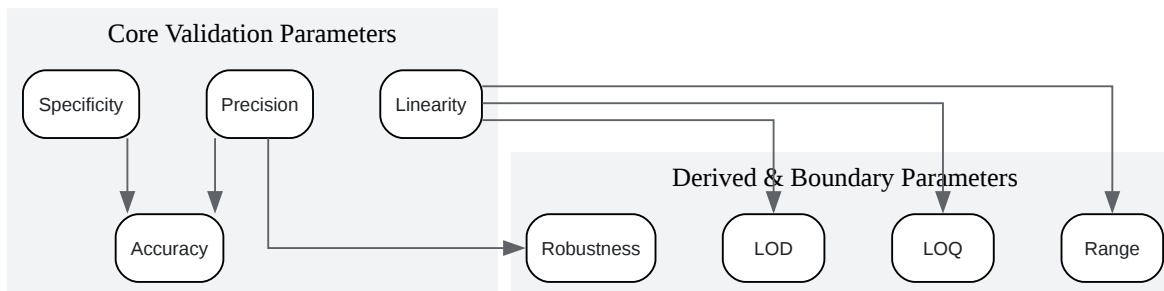 Core Validation Parameters
Specificity
Precision
Linearity
Derived & Boundary Parameters
Accuracy
Robustness
LOD
LOQ
Range